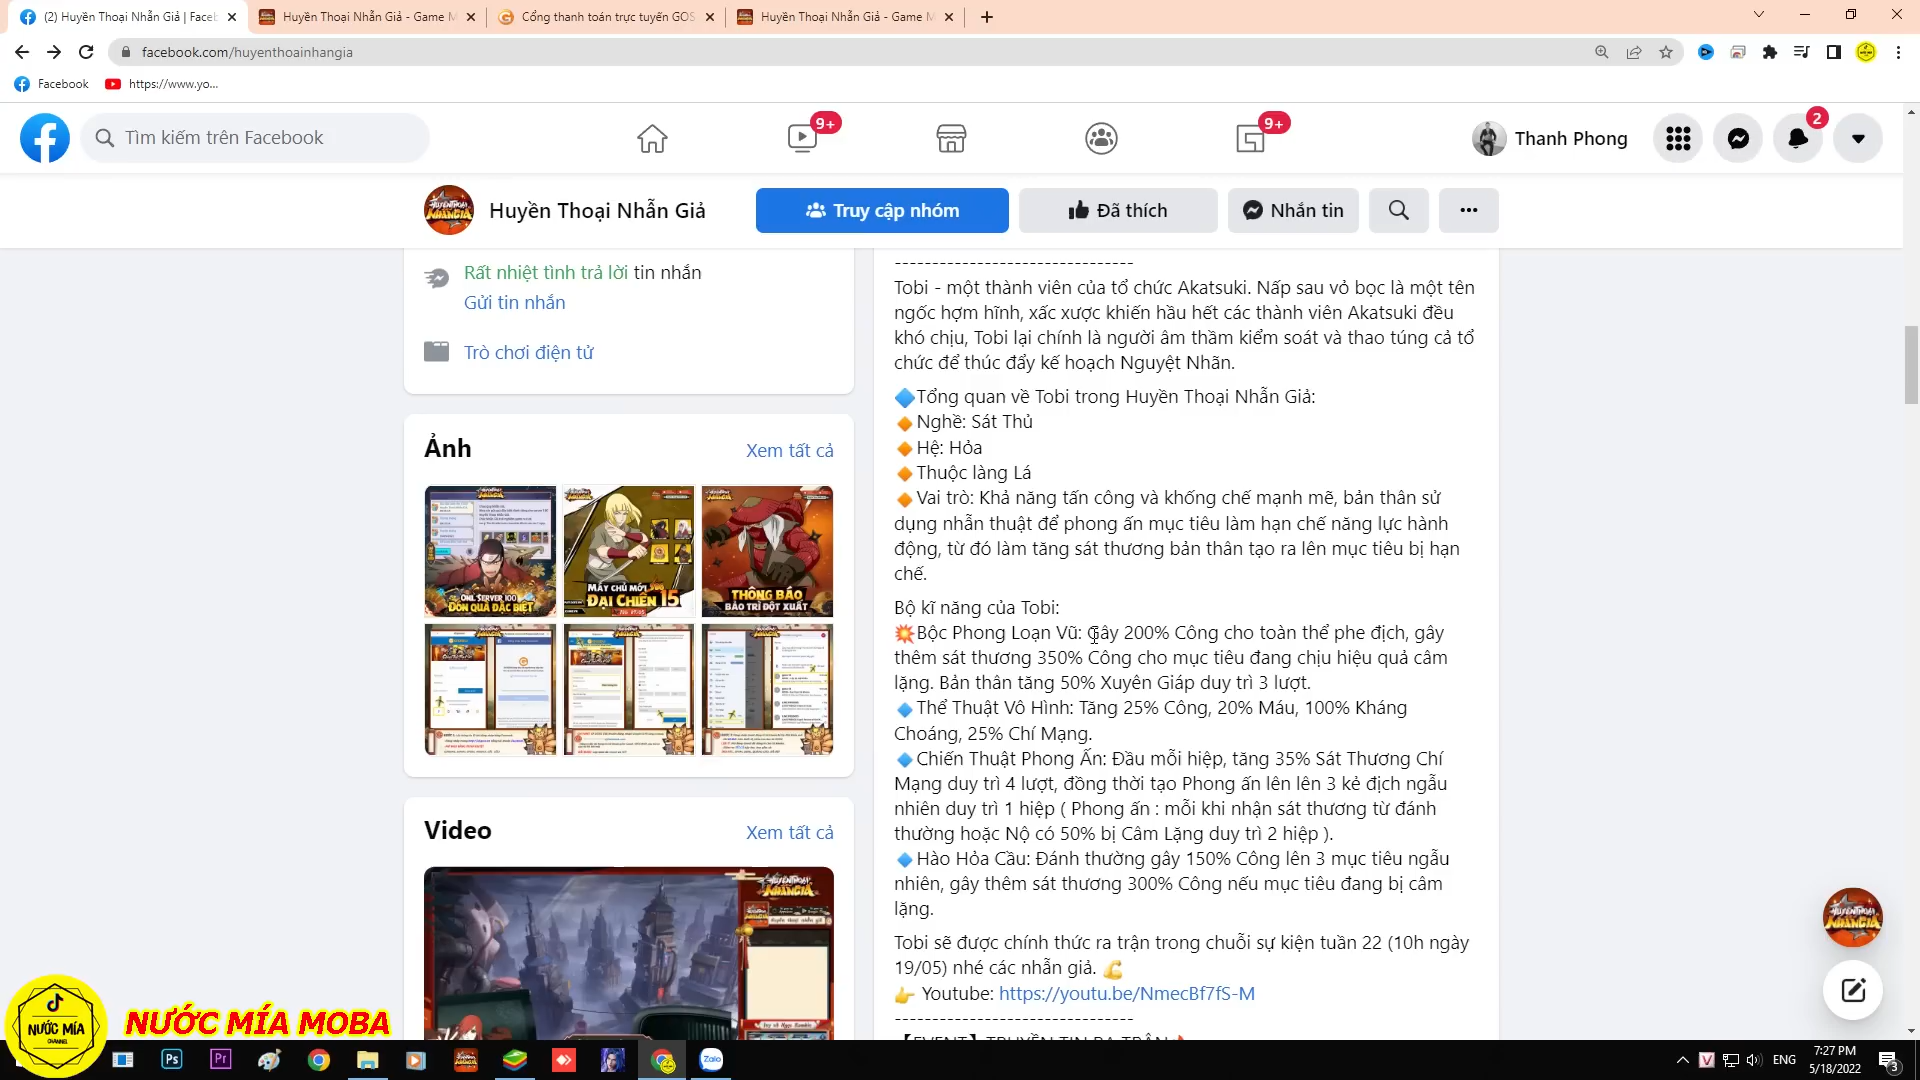 (2) Huyền Thoại Nhẫn Giả | Faceb
Huyền Thoại Nhẫn Giả - Game M
Cổng thanh toán trực tuyến GOS
Huyền Thoại Nhẫn Giả - Game M
facebook.com/huyenthoainhangia
Facebook
https://www.yo...
Tìm kiếm trên Facebook
9+
9+
Thanh Phong
2
Huyền Thoại Nhẫn Giả
Truy cập nhóm
Đã thích
Nhắn tin
Rất nhiệt tình trả lời tin nhắn
Gửi tin nhắn
Trò chơi điện tử
Ảnh
Xem tất cả
ONL SERVER 100
ĐÓN QUÀ ĐẶC BIỆT
MÁY CHỦ MỚI
ĐẠI CHIẾN 15
THÔNG BÁO
BẢO TRÌ ĐỘT XUẤT
Video
Xem tất cả
-------------------------------
Tobi - một thành viên của tổ chức Akatsuki. Nấp sau vỏ bọc là một tên
ngốc hợm hĩnh, xấc xược khiến hầu hết các thành viên Akatsuki đều
khó chịu, Tobi lại chính là người âm thầm kiểm soát và thao túng cả tổ
chức để thúc đẩy kế hoạch Nguyệt Nhãn.
🔷Tổng quan về Tobi trong Huyền Thoại Nhẫn Giả:
🔸Nghề: Sát Thủ
🔸Hệ: Hỏa
🔸Thuộc làng Lá
🔸Vai trò: Khả năng tấn công và khống chế mạnh mẽ, bản thân sử
dụng nhẫn thuật để phong ấn mục tiêu làm hạn chế năng lực hành
động, từ đó làm tăng sát thương bản thân tạo ra lên mục tiêu bị hạn
chế.
Bộ kĩ năng của Tobi:
💥Bộc Phong Loạn Vũ: Gây 200% Công cho toàn thể phe địch, gây
thêm sát thương 350% Công cho mục tiêu đang chịu hiệu quả câm
lặng. Bản thân tăng 50% Xuyên Giáp duy trì 3 lượt.
🔹Thể Thuật Vô Hình: Tăng 25% Công, 20% Máu, 100% Kháng
Choáng, 25% Chí Mạng.
🔹Chiến Thuật Phong Ấn: Đầu mỗi hiệp, tăng 35% Sát Thương Chí
Mạng duy trì 4 lượt, đồng thời tạo Phong ấn lên lên 3 kẻ địch ngẫu
nhiên duy trì 1 hiệp ( Phong ấn : mỗi khi nhận sát thương từ đánh
thường hoặc Nộ có 50% bị Câm Lặng duy trì 2 hiệp ).
🔹Hào Hỏa Cầu: Đánh thường gây 150% Công lên 3 mục tiêu ngẫu
nhiên, gây thêm sát thương 300% Công nếu mục tiêu đang bị câm
lặng.
Tobi sẽ được chính thức ra trận trong chuỗi sự kiện tuần 22 (10h ngày
19/05) nhé các nhẫn giả. 💪
👉 Youtube: https://youtu.be/NmecBf7fS-M
-------------------------------
NƯỚC MÍA
CHANNEL
NƯỚC MÍA MOBA
Ps
Pr
Zalo
ENG
7:27 PM
5/18/2022
3